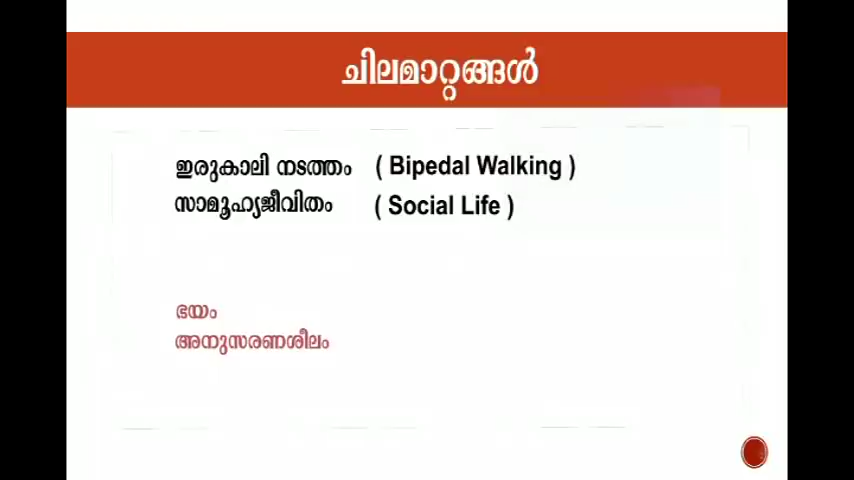 ചിലമാറ്റങ്ങൾ
ഇരുകാലി നടത്തം ( Bipedal Walking )
സാമൂഹ്യജീവിതം ( Social Life )
ഭയം
അനുസരണശീലം